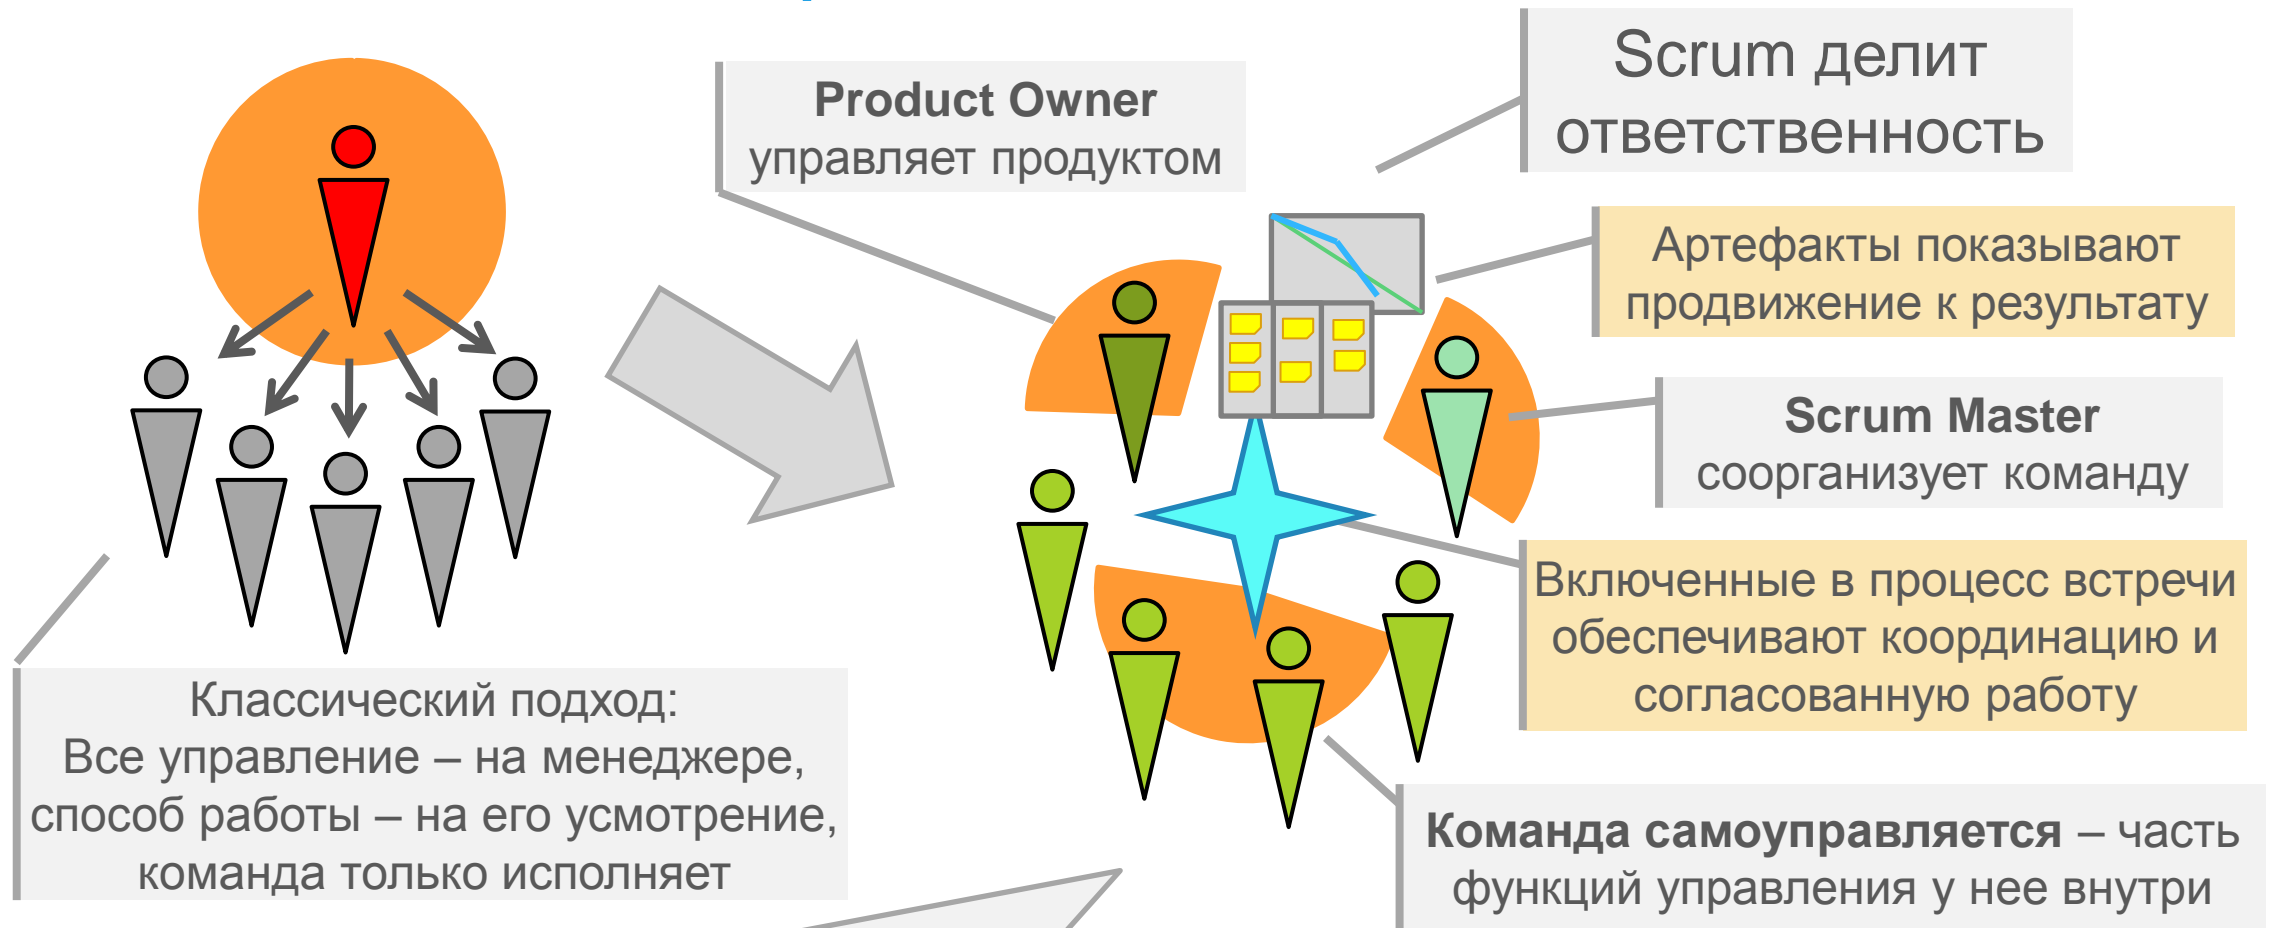 Product Owner
управляет продуктом
Scrum делит
ответственность
Артефакты показывают
продвижение к результату
Scrum Master
соорганизует команду
Включенные в процесс встречи
обеспечивают координацию и
согласованную работу
Классический подход:
Все управление – на менеджере,
способ работы – на его усмотрение,
команда только исполняет
Команда самоуправляется – часть
функций управления у нее внутри